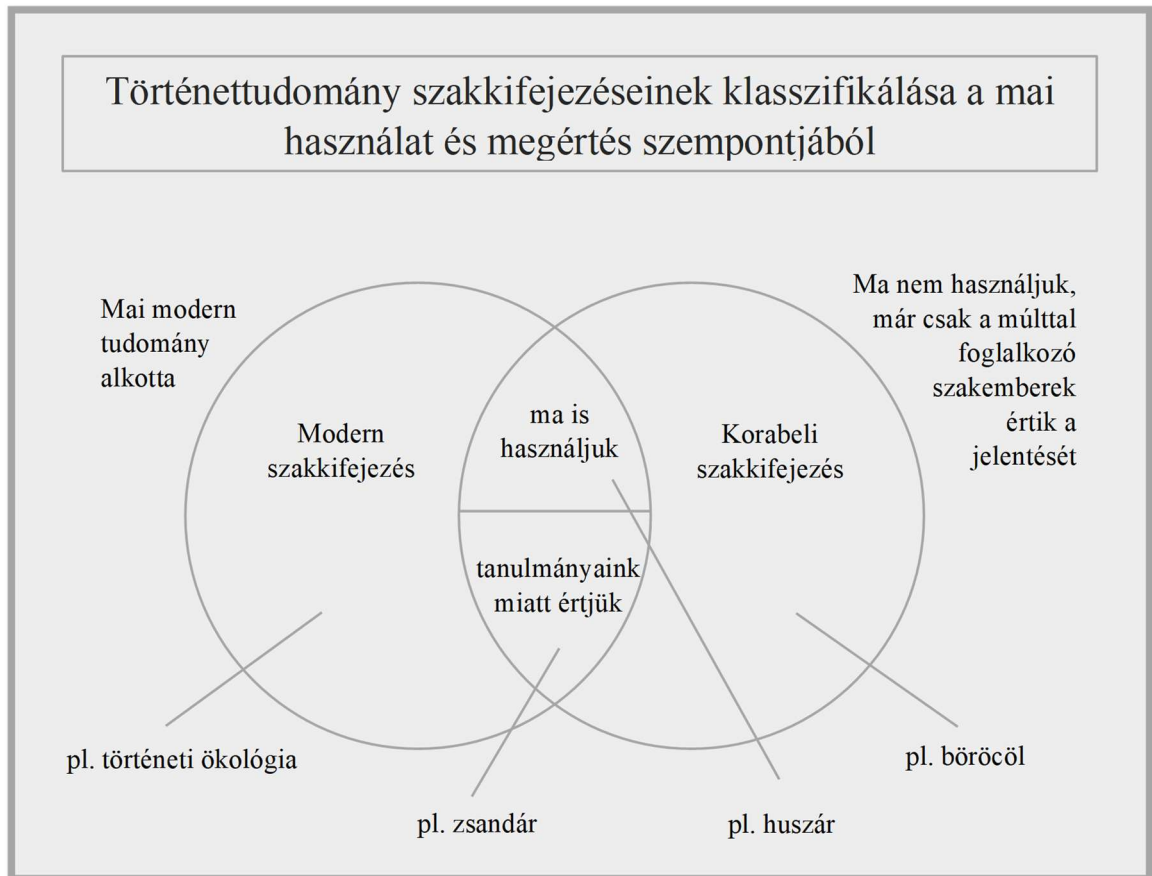 Történettudomány szakkifejezéseinek klasszifikálása a mai
használat és megértés szempontjából
Mai modern
tudomány
alkotta
Ma nem használjuk,
már csak a múlttal
foglalkozó
szakemberek
értik a
jelentését
Modern
szakkifejezés
ma is
használjuk
Korabeli
szakkifejezés
tanulmányaink
miatt értjük
pl. történeti ökológia
pl. zsandár
pl. huszár
pl. böröcöl